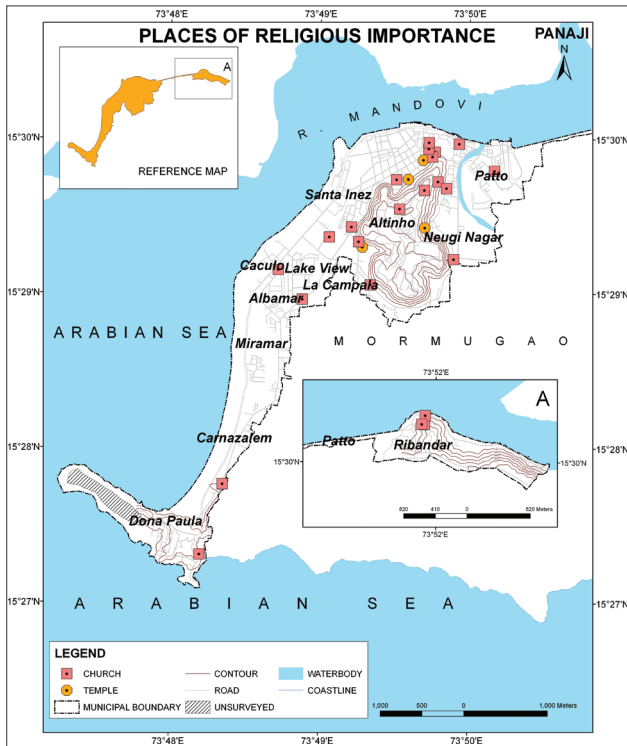 73°48'E 73°49'E 73°50'E
PLACES OF RELIGIOUS IMPORTANCE
PANAJI
N
A
REFERENCE MAP
R. MANDOVI
15°30'N
15°30'N
Patto
Santa Inez
Altinho
Neugi Nagar
Caculo
Lake View
La Campala
15°29'N
15°29'N
Albamar
ARABIAN SEA
Miramar
MORMUGAO
73°52'E
A
Carnazalem
Patto
Ribandar
15°28'N
15°28'N
15°30'N
15°30'N
820 410 0 820 Meters
73°52'E
Dona Paula
15°27'N
15°27'N
ARABIAN SEA
LEGEND
CHURCH CONTOUR WATERBODY
TEMPLE ROAD COASTLINE
MUNICIPAL BOUNDARY UNSURVEYED
1,000 500 0 1,000 Meters
73°48'E 73°49'E 73°50'E